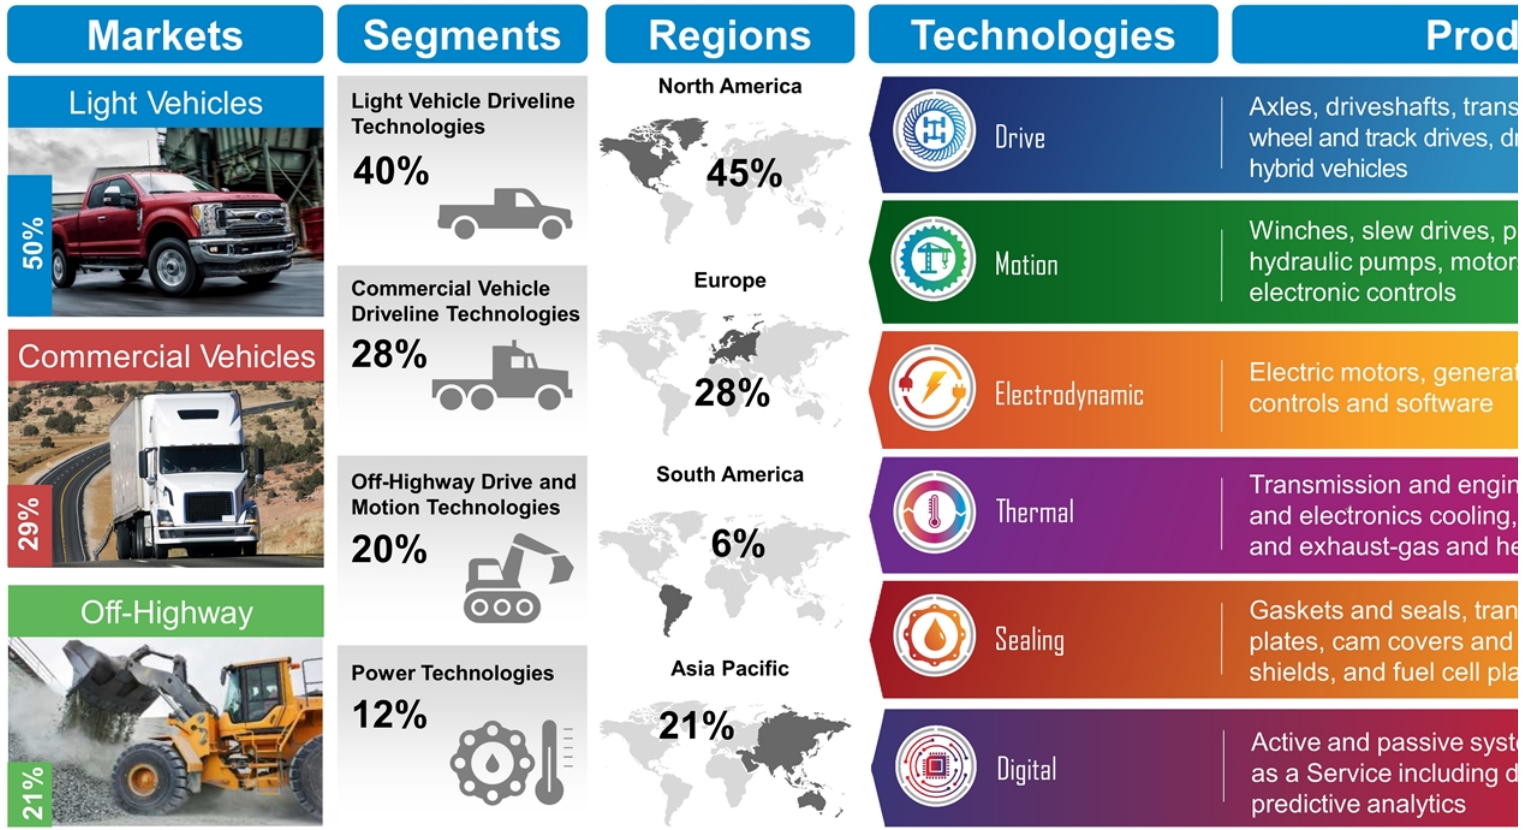 Markets
Segments
Regions
Technologies
Light Vehicles
50%
Commercial Vehicles
29%
Off-Highway
21%
Light Vehicle Driveline
Technologies
40%
Commercial Vehicle
Driveline Technologies
28%
Off-Highway Drive and
Motion Technologies
20%
Power Technologies
12%
North America
45%
Europe
28%
South America
6%
Asia Pacific
21%
Drive
Axles, driveshafts,
wheel and track drives,
hybrid vehicles
Motion
Winches, slew drives,
hydraulic pumps,
electronic controls
Electrodynamic
Electric motors,
controls and software
Thermal
Transmission and
and electronics cooling,
and exhaust-gas and
Sealing
Gaskets and seals,
plates, cam covers and
shields, and fuel cell
Digital
Active and passive
as a Service including
predictive analytics